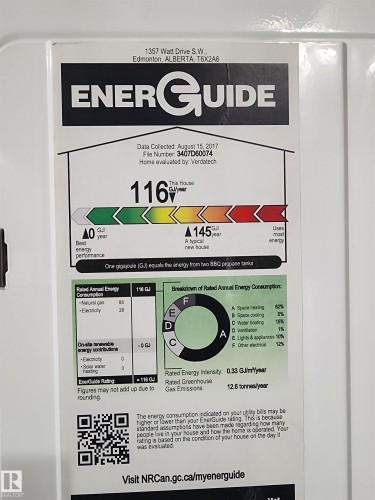 1357 Watt Drive S.W.,
Edmonton, ALBERTA, T6X2A6
ENERGUIDE
Data Collected: August 15, 2017
File Number: 3407D60074
Home evaluated by: Verdatech
116 This House
GJ/year
0 GJ/year
Best energy performance
145 GJ/year
A typical new house
Uses most energy
One gigajoule (GJ) equals the energy from two BBQ propane tanks
Rated Annual Energy Consumption 116 GJ
•Natural gas 88
•Electricity 28
On-site renewable energy contributions - 0 GJ
•Electricity 0
•Solar water heating 0
EnerGuide Rating: = 116 GJ
Figures may not add up due to rounding.
Breakdown of Rated Annual Energy Consumption:
F
E
D
C
A
A Space heating 62%
B Space cooling 0%
C Water heating
D Ventilation 1%
E Lights & appliances 10%
F Other electrical 12%
Rated Energy Intensity: 0.33 GJ/m²/year
Rated Greenhouse Gas Emissions: 12.6 tonnes/year
The energy consumption indicated on your utility bills may be
higher or lower than your EnerGuide rating. This is because
standard assumptions have been made regarding how many
people live in your house and how the home is operated. Your
rating is based on the condition of your house on the day it
was evaluated.
Visit NRCan.gc.ca/myenerguide
R
REALTOR®